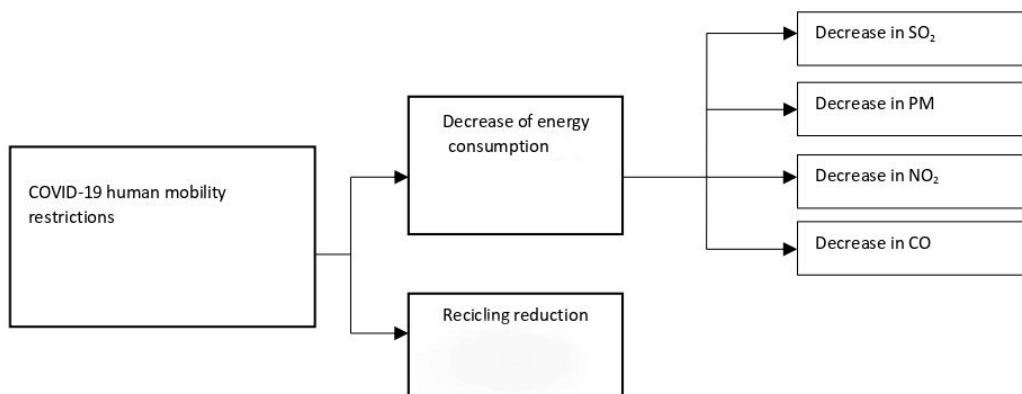 COVID-19 human mobility
restrictions
Decrease of energy
consumption
Recicling reduction
Decrease in SO₂
Decrease in PM
Decrease in NO₂
Decrease in CO